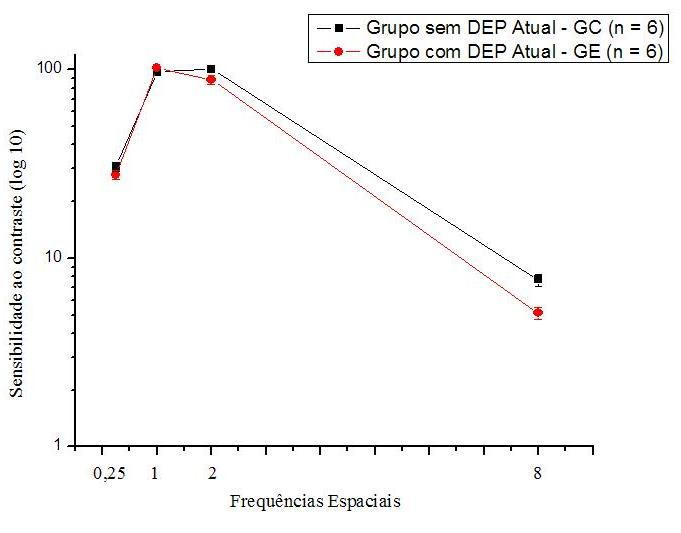 Grupo sem DEP Atual - GC (n = 6)
Grupo com DEP Atual - GE (n = 6)
Sensibilidade ao contraste (log 10)
100
10
1
0,25 1 2 8
Frequências Espaciais